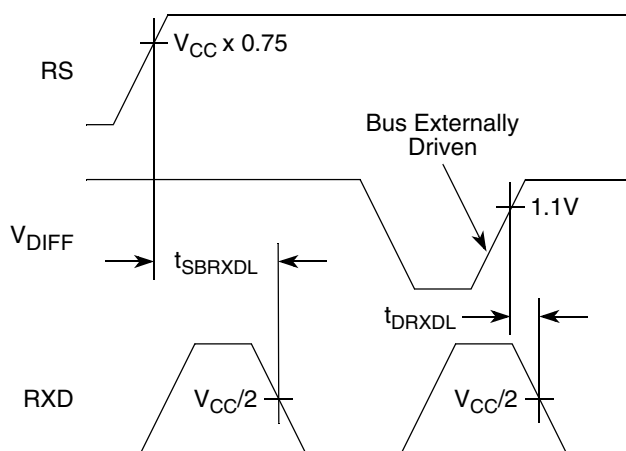 V_CC x 0.75
RS
Bus Externally
Driven
1.1V
V_DIFF
t_SBRXDL
t_DRXDL
RXD
V_CC/2
V_CC/2